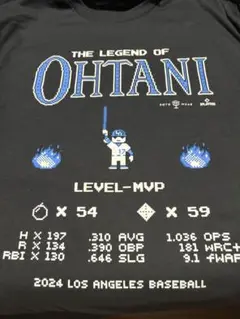 THE LEGEND OF
OHTANI
LEVEL-MVP
X 54
X 59
H X 197 .310 AVG 1.036 OPS
R X 134 .390 OBP 181 WRC+
RBI X 130 .646 SLG 9.1 fWAR
2024 LOS ANGELES BASEBALL